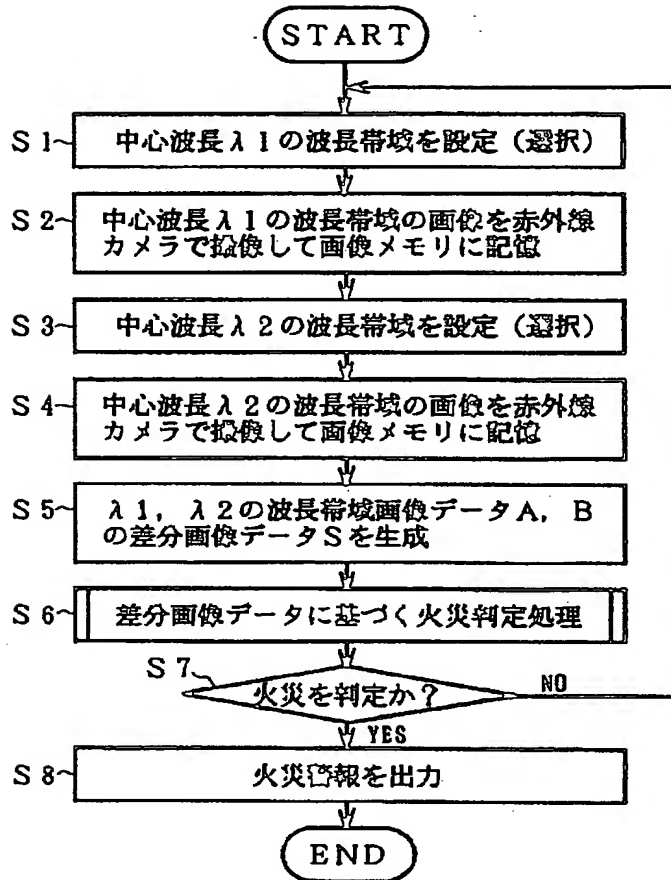 START
S1
中心波長λ1の波長帯域を設定(選択)
S2
中心波長λ1の波長帯域の画像を赤外線
カメラで撮像して画像メモリに記憶
S3
中心波長λ2の波長帯域を設定(選択)
S4
中心波長λ2の波長帯域の画像を赤外線
カメラで撮像して画像メモリに記憶
S5
λ1,λ2の波長帯域画像データA,B
の差分画像データSを生成
S6
差分画像データに基づく火災判定処理
S7
火災を判定か?
NO
YES
S8
火災警報を出力
END